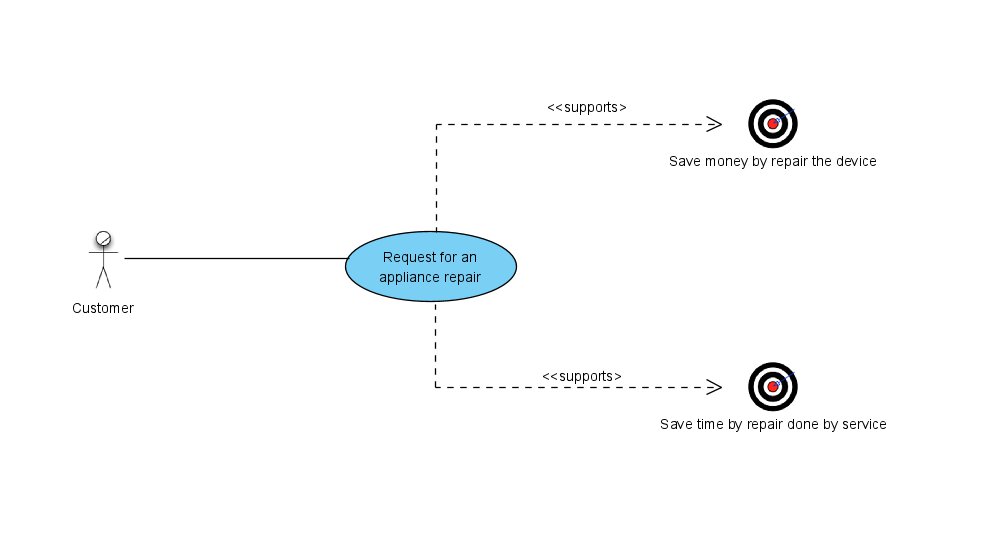 <<supports>
Save money by repair the device
Request for an
appliance repair
Customer
<<supports>
Save time by repair done by service